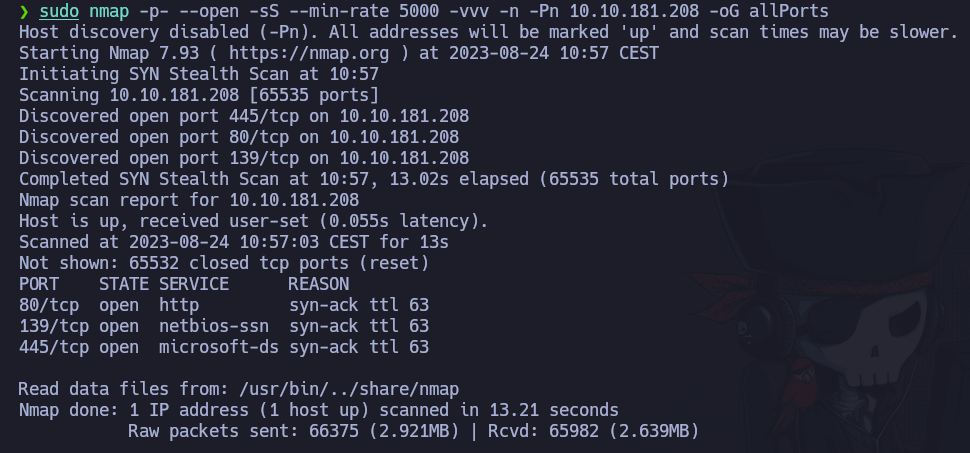 ❯ sudo nmap -p- --open -sS --min-rate 5000 -vvv -n -Pn 10.10.181.208 -oG allPorts
Host discovery disabled (-Pn). All addresses will be marked 'up' and scan times may be slower.
Starting Nmap 7.93 ( https://nmap.org ) at 2023-08-24 10:57 CEST
Initiating SYN Stealth Scan at 10:57
Scanning 10.10.181.208 [65535 ports]
Discovered open port 445/tcp on 10.10.181.208
Discovered open port 80/tcp on 10.10.181.208
Discovered open port 139/tcp on 10.10.181.208
Completed SYN Stealth Scan at 10:57, 13.02s elapsed (65535 total ports)
Nmap scan report for 10.10.181.208
Host is up, received user-set (0.055s latency).
Scanned at 2023-08-24 10:57:03 CEST for 13s
Not shown: 65532 closed tcp ports (reset)
PORT    STATE SERVICE      REASON
80/tcp  open  http         syn-ack ttl 63
139/tcp open  netbios-ssn  syn-ack ttl 63
445/tcp open  microsoft-ds syn-ack ttl 63
Read data files from: /usr/bin/../share/nmap
Nmap done: 1 IP address (1 host up) scanned in 13.21 seconds
           Raw packets sent: 66375 (2.921MB) | Rcvd: 65982 (2.639MB)